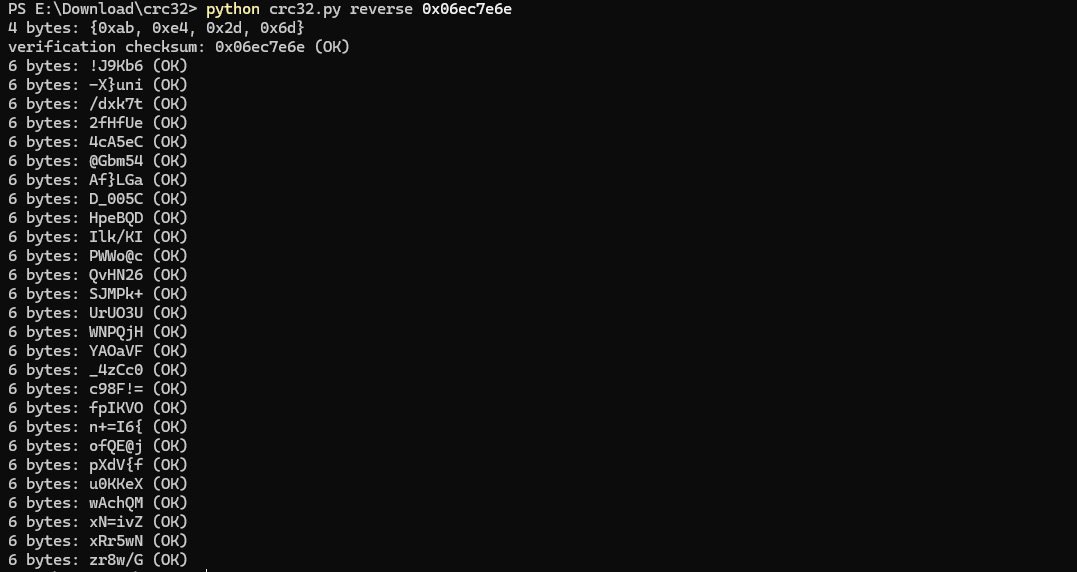 PS E:\Download\crc32> python crc32.py reverse 0x06ec7e6e
4 bytes: {0xab, 0xe4, 0x2d, 0x6d}
verification checksum: 0x06ec7e6e (OK)
6 bytes: !J9Kb6 (OK)
6 bytes: -X}uni (OK)
6 bytes: /dxk7t (OK)
6 bytes: 2fHfUe (OK)
6 bytes: 4cA5eC (OK)
6 bytes: @Gbm54 (OK)
6 bytes: Af}LGa (OK)
6 bytes: D_005C (OK)
6 bytes: HpeBQD (OK)
6 bytes: Ilk/KI (OK)
6 bytes: PWWo@c (OK)
6 bytes: QvHN26 (OK)
6 bytes: SJMPk+ (OK)
6 bytes: UrUO3U (OK)
6 bytes: WNPQjH (OK)
6 bytes: YAOaVF (OK)
6 bytes: _4zCc0 (OK)
6 bytes: c98F!= (OK)
6 bytes: fpIKVO (OK)
6 bytes: n+=I6{ (OK)
6 bytes: ofQE@j (OK)
6 bytes: pXdV{f (OK)
6 bytes: u0KKeX (OK)
6 bytes: wAchQM (OK)
6 bytes: xN=ivZ (OK)
6 bytes: xRr5wN (OK)
6 bytes: zr8w/G (OK)